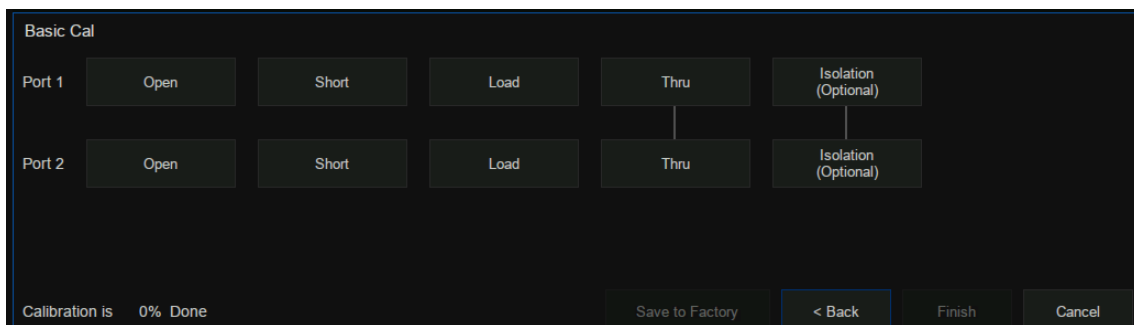 Basic Cal
Port 1 Open Short Load Thru Isolation
(Optional)
Port 2 Open Short Load Thru Isolation
(Optional)
Calibration is 0% Done Save to Factory < Back Finish Cancel